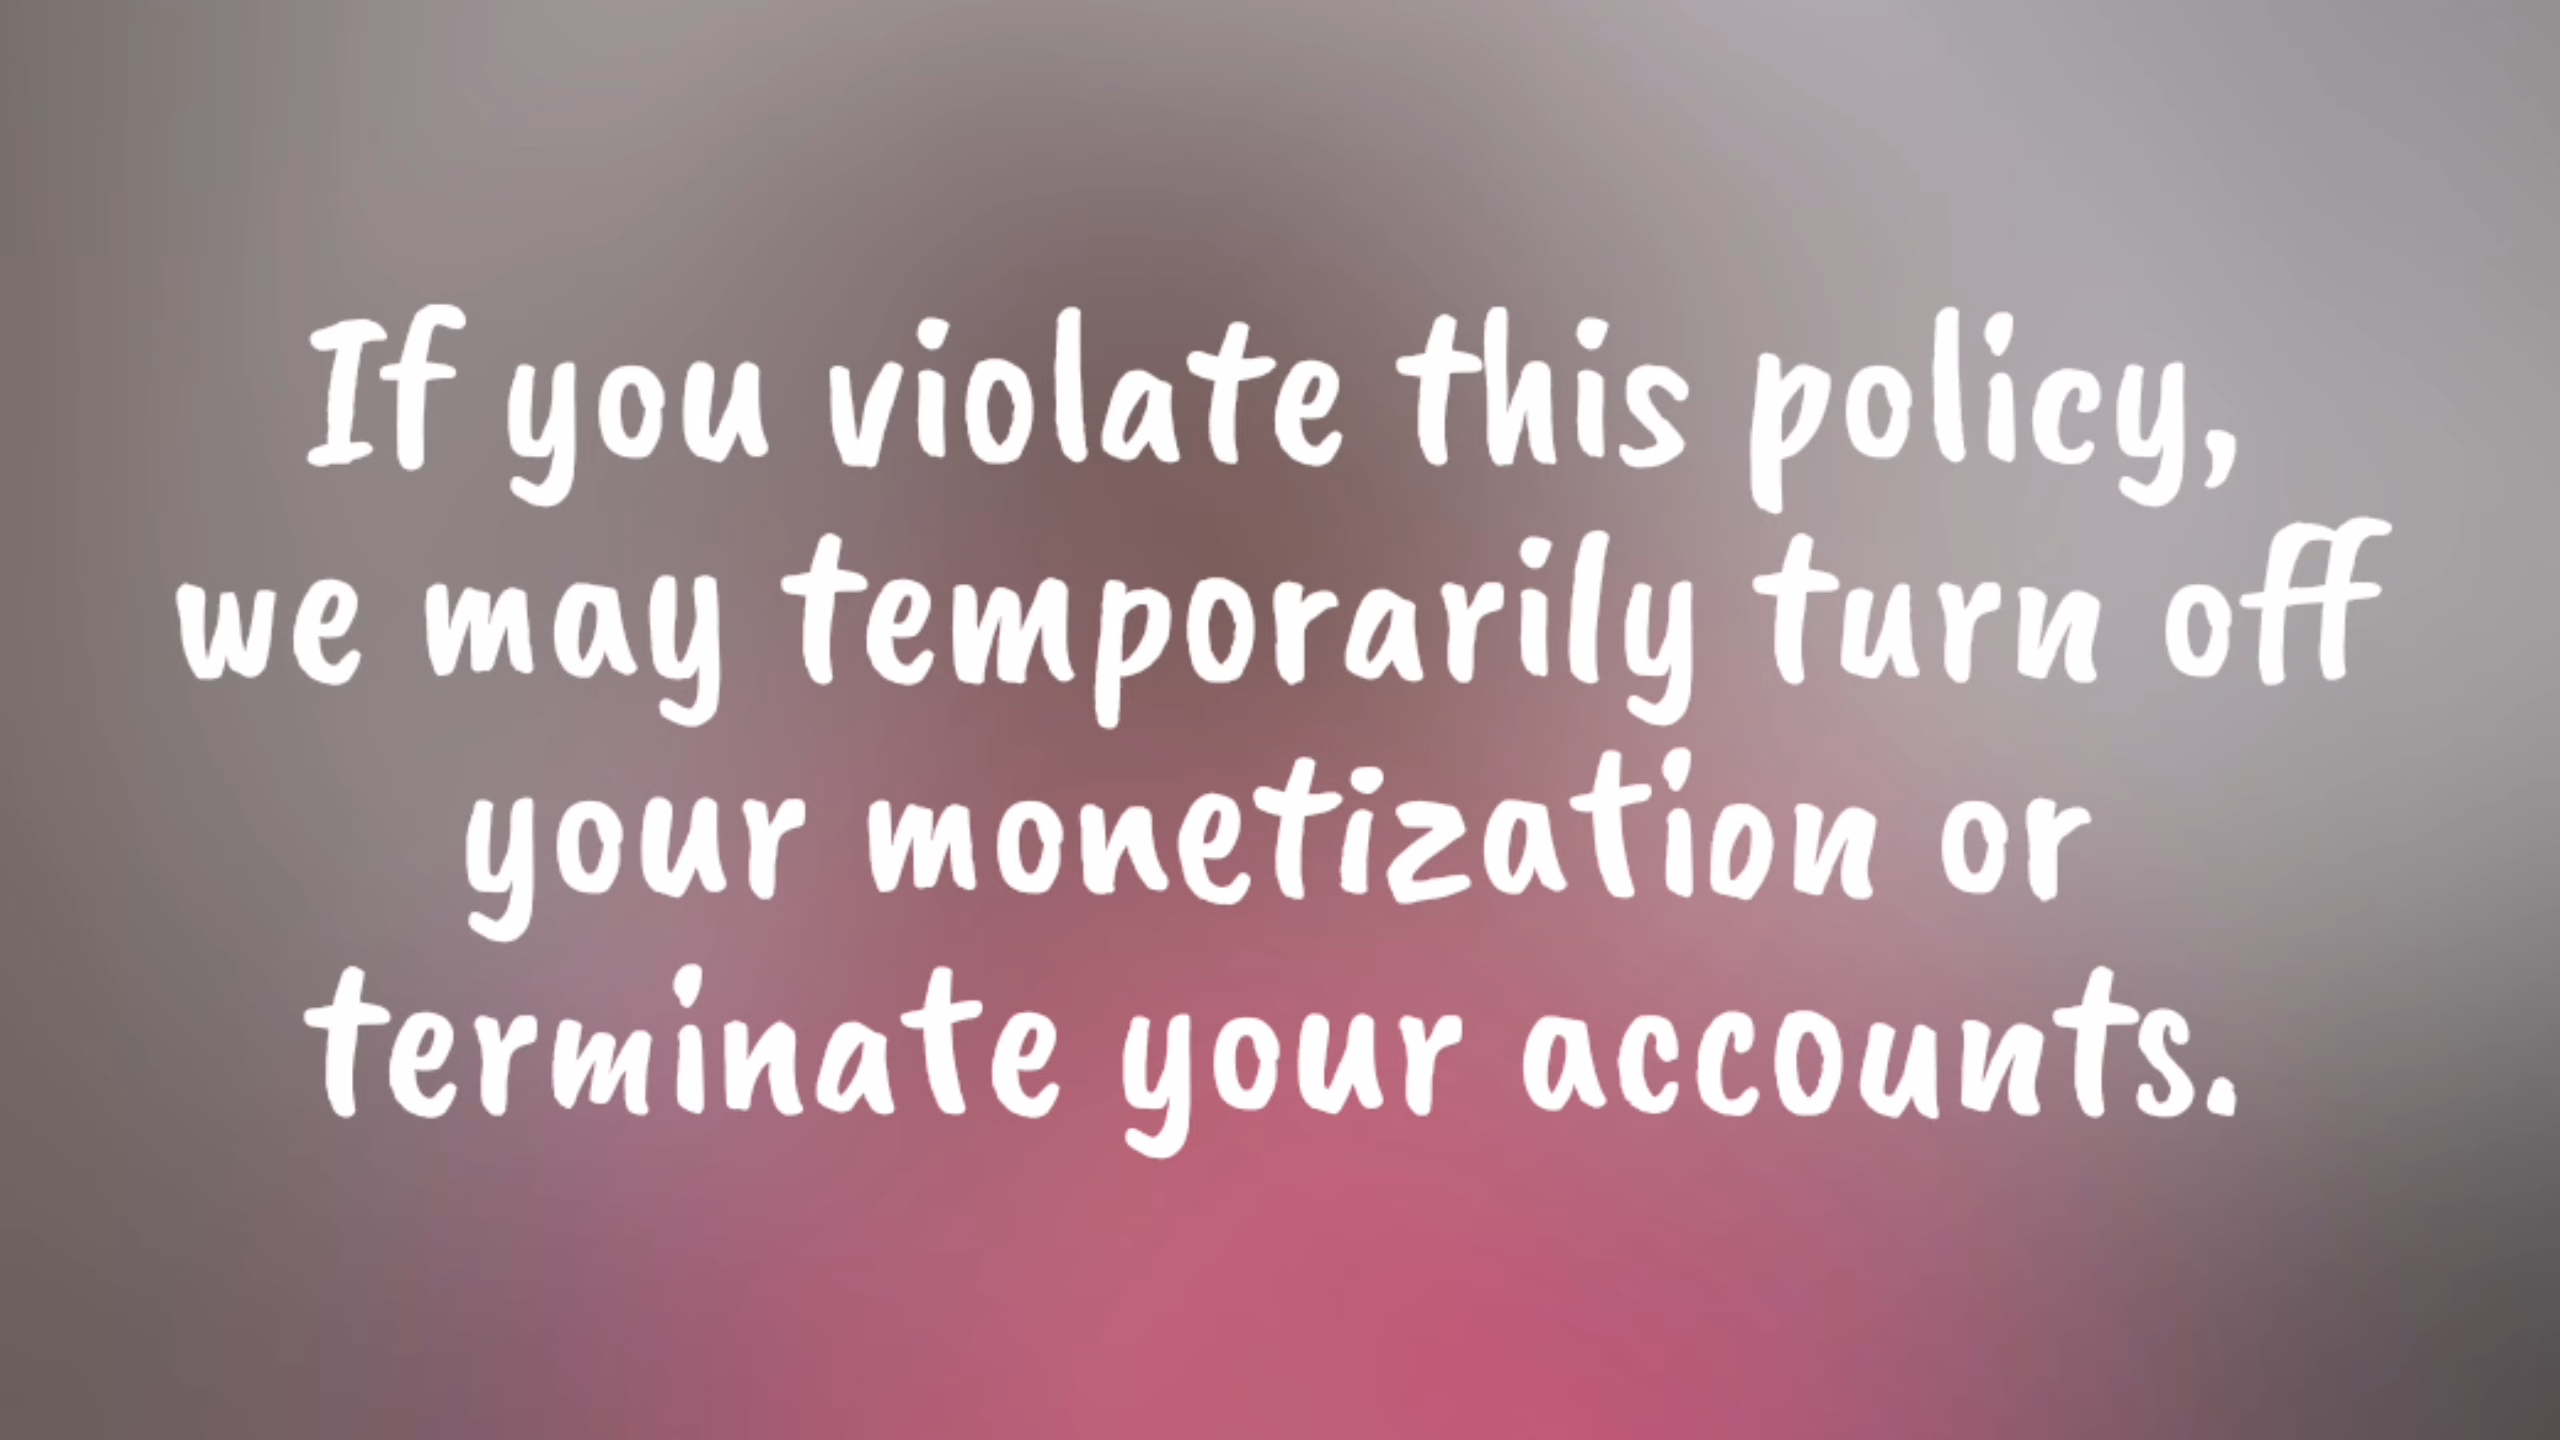 If you violate this policy,
we may temporarily turn off
your monetization or
terminate your accounts.